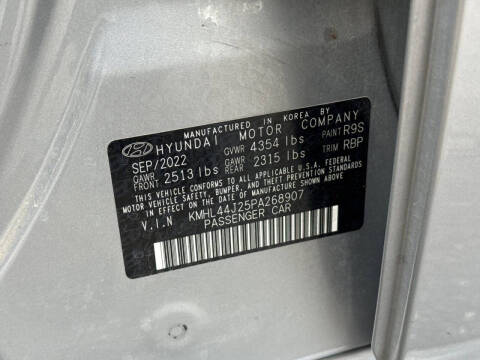 MANUFACTURED IN KOREA BY
HYUNDAI MOTOR COMPANY
SEP/2022 GVWR 4354 lbs PAINT R9S
GAWR FRONT 2513 lbs GAWR REAR 2315 lbs TRIM RBP
THIS VEHICLE CONFORMS TO ALL APPLICABLE U.S.A. FEDERAL
MOTOR VEHICLE SAFETY, BUMPER, AND THEFT PREVENTION STANDARDS
IN EFFECT ON THE DATE OF MANUFACTURE SHOWN ABOVE.
V.I.N KMHL44J25PA268907
PASSENGER CAR